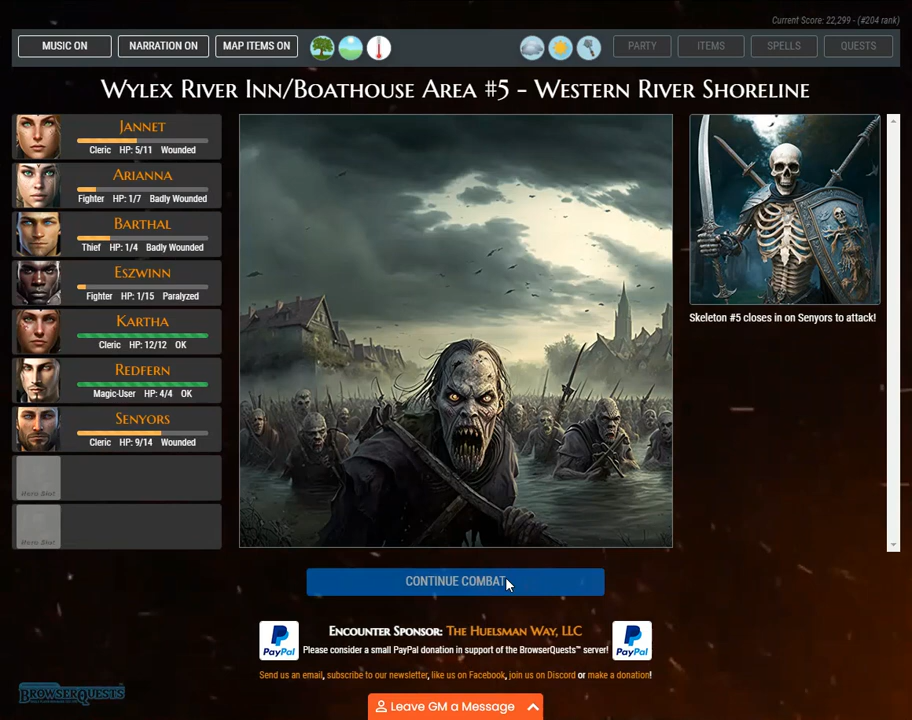 Current Score: 22,299 - (#204 rank)
MUSIC ON
NARRATION ON
MAP ITEMS ON
PARTY
ITEMS
SPELLS
QUESTS
Wylex River Inn/Boathouse Area #5 - Western River Shoreline
Jannet
Cleric HP: 5/11 Wounded
Arianna
Fighter HP: 1/7 Badly Wounded
Barthal
Thief HP: 1/4 Badly Wounded
Eszwinn
Fighter HP: 1/15 Paralyzed
Kartha
Cleric HP: 12/12 OK
Redfern
Magic-User HP: 4/4 OK
Senyors
Cleric HP: 9/14 Wounded
Hero Slot
Hero Slot
Skeleton #5 closes in on Senyors to attack!
CONTINUE COMBAT
PayPal
Encounter Sponsor: The Huelsman Way, LLC
Please consider a small PayPal donation in support of the BrowserQuests™ server!
PayPal
Send us an email, subscribe to our newsletter, like us on Facebook, join us on Discord or make a donation!
BrowserQuests
Leave GM a Message